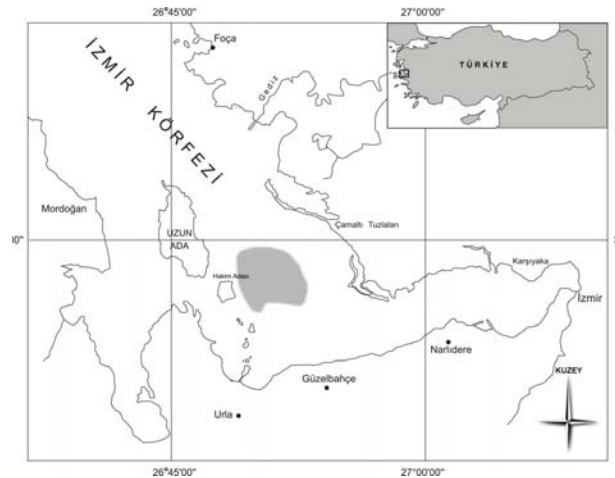 26°45'00"
27°00'00"
Foça
TÜRKİYE
İZMİR KÖRFEZİ
Gediz
Mordoğan
UZUN
ADA
Çamaltı Tuzlaları
Hekim Adası
Karşıyaka
İzmir
Narlıdere
Güzelbahçe
KUZEY
Urla
26°45'00"
27°00'00"